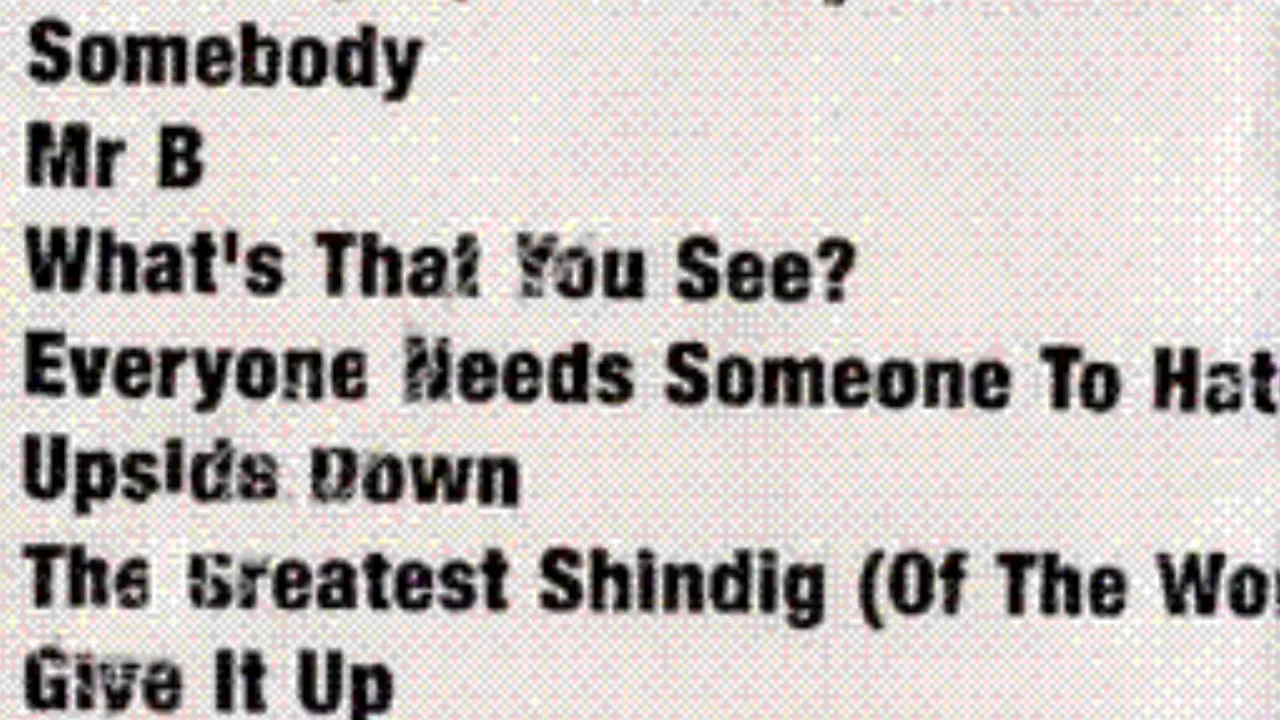 Somebody
Mr B
What's That You See?
Everyone Needs Someone To Hat
Upside Down
The Greatest Shindig (Of The Wo
Give It Up